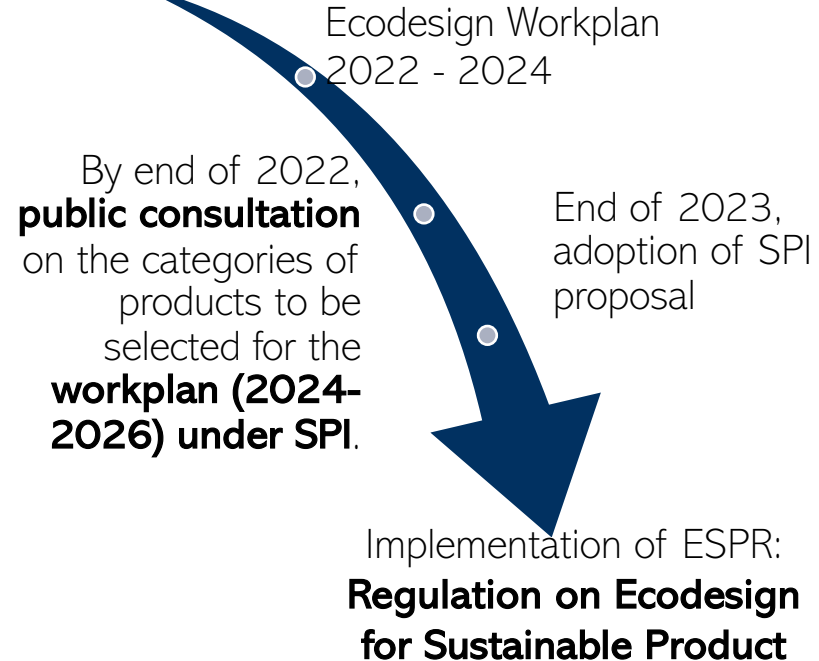 Ecodesign Workplan
2022 - 2024
By end of 2022,
public consultation
on the categories of
products to be
selected for the
workplan (2024-
2026) under SPI.
End of 2023,
adoption of SPI
proposal
Implementation of ESPR:
Regulation on Ecodesign
for Sustainable Product